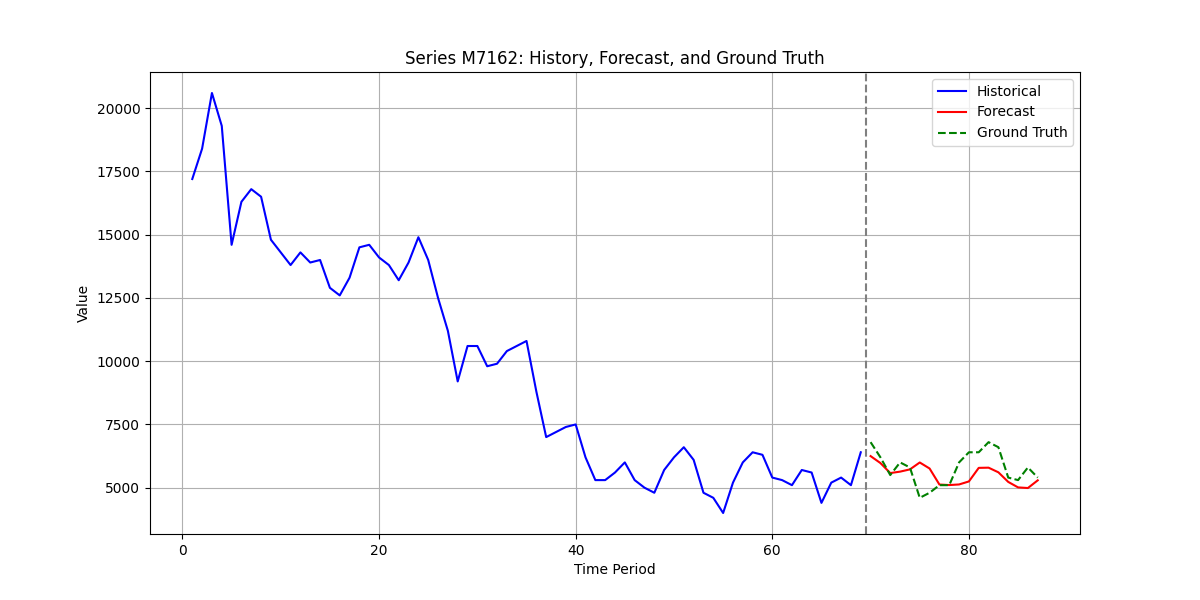 Series M7162: History, Forecast, and Ground Truth
Historical
Forecast
Ground Truth
Value
20000
17500
15000
12500
10000
7500
5000
0
20
40
60
80
Time Period